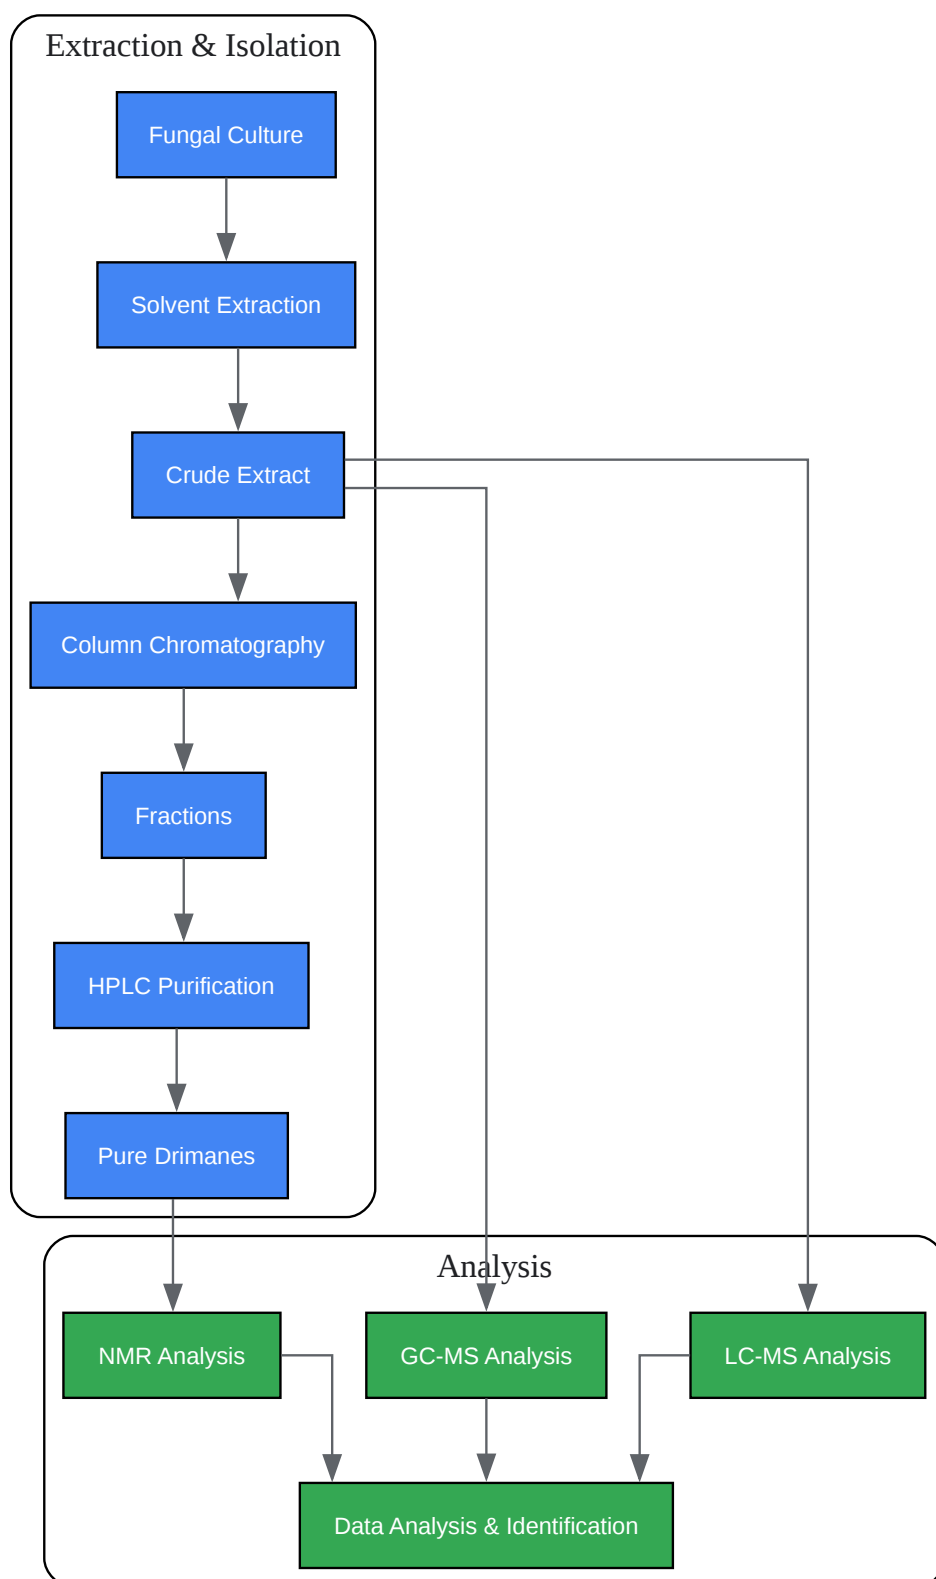 Extraction & Isolation
Fungal Culture
Solvent Extraction
Crude Extract
Column Chromatography
Fractions
HPLC Purification
Pure Drimanes
Analysis
NMR Analysis
GC-MS Analysis
LC-MS Analysis
Data Analysis & Identification